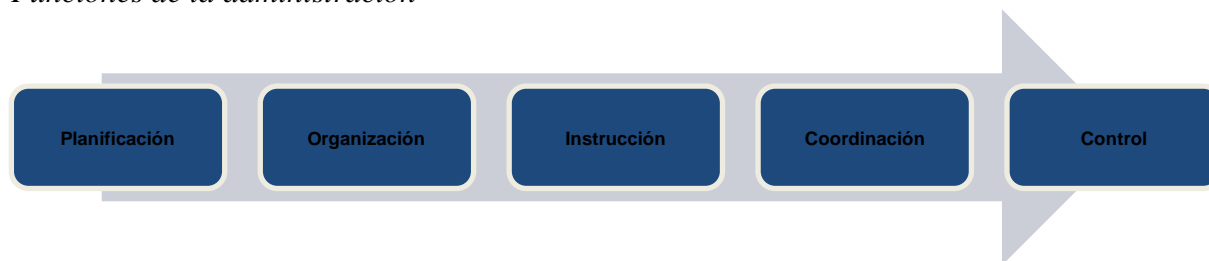 Funciones de la administración
Planificación
Organización
Instrucción
Coordinación
Control